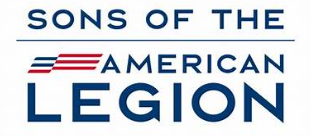 SONS OF THE
AMERICAN
LEGION